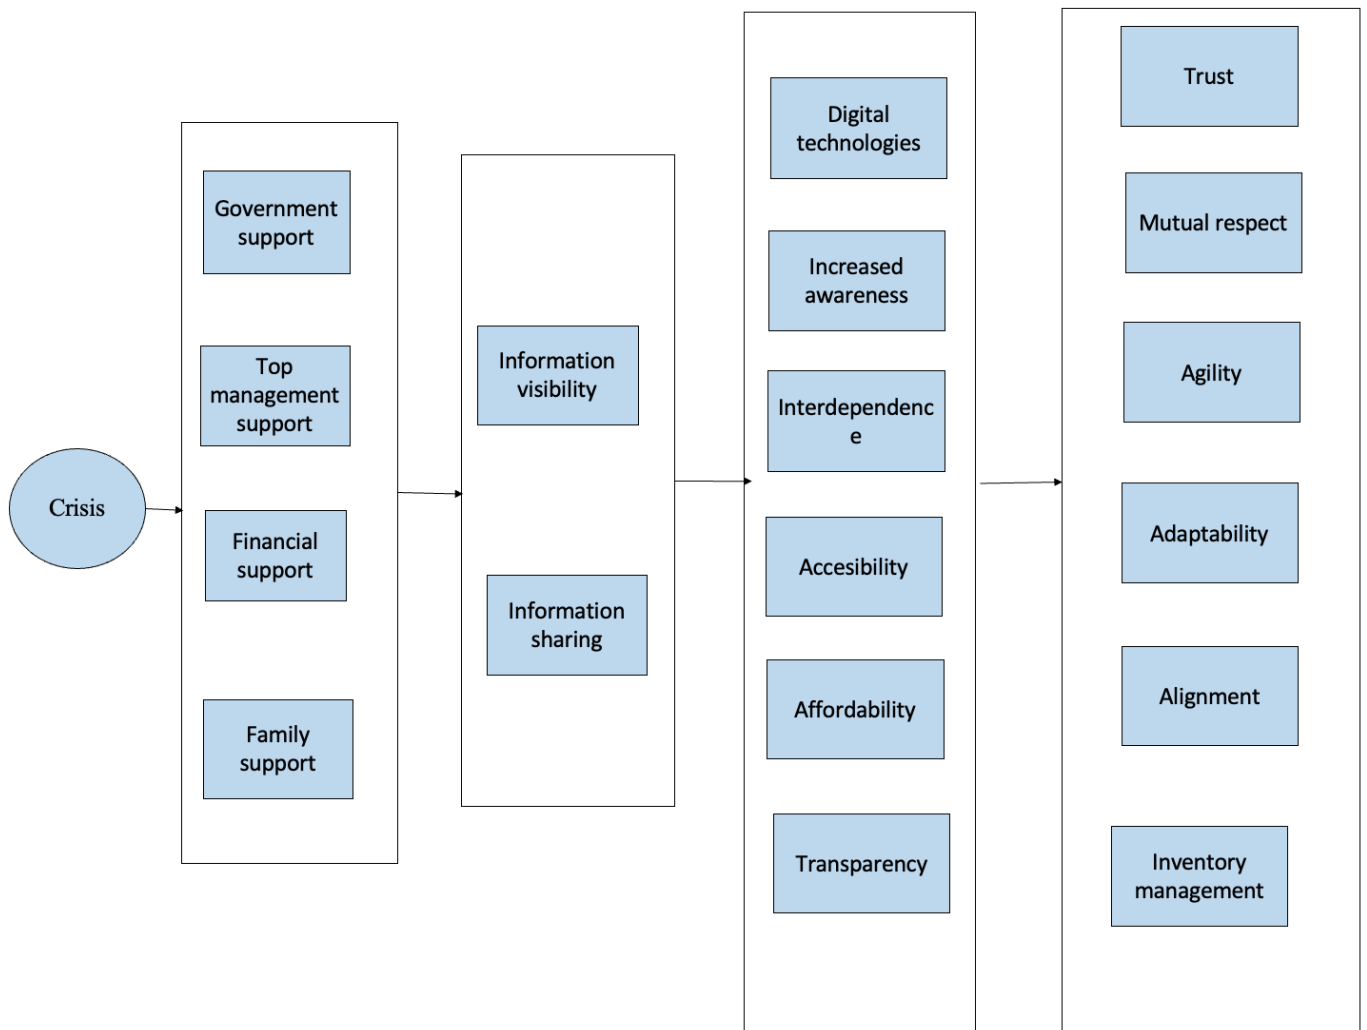 Crisis
Government
support
Top
management
support
Financial
support
Family
support
Information
visibility
Information
sharing
Digital
technologies
Increased
awareness
Interdependenc
e
Accesibility
Affordability
Transparency
Trust
Mutual respect
Agility
Adaptability
Alignment
Inventory
management